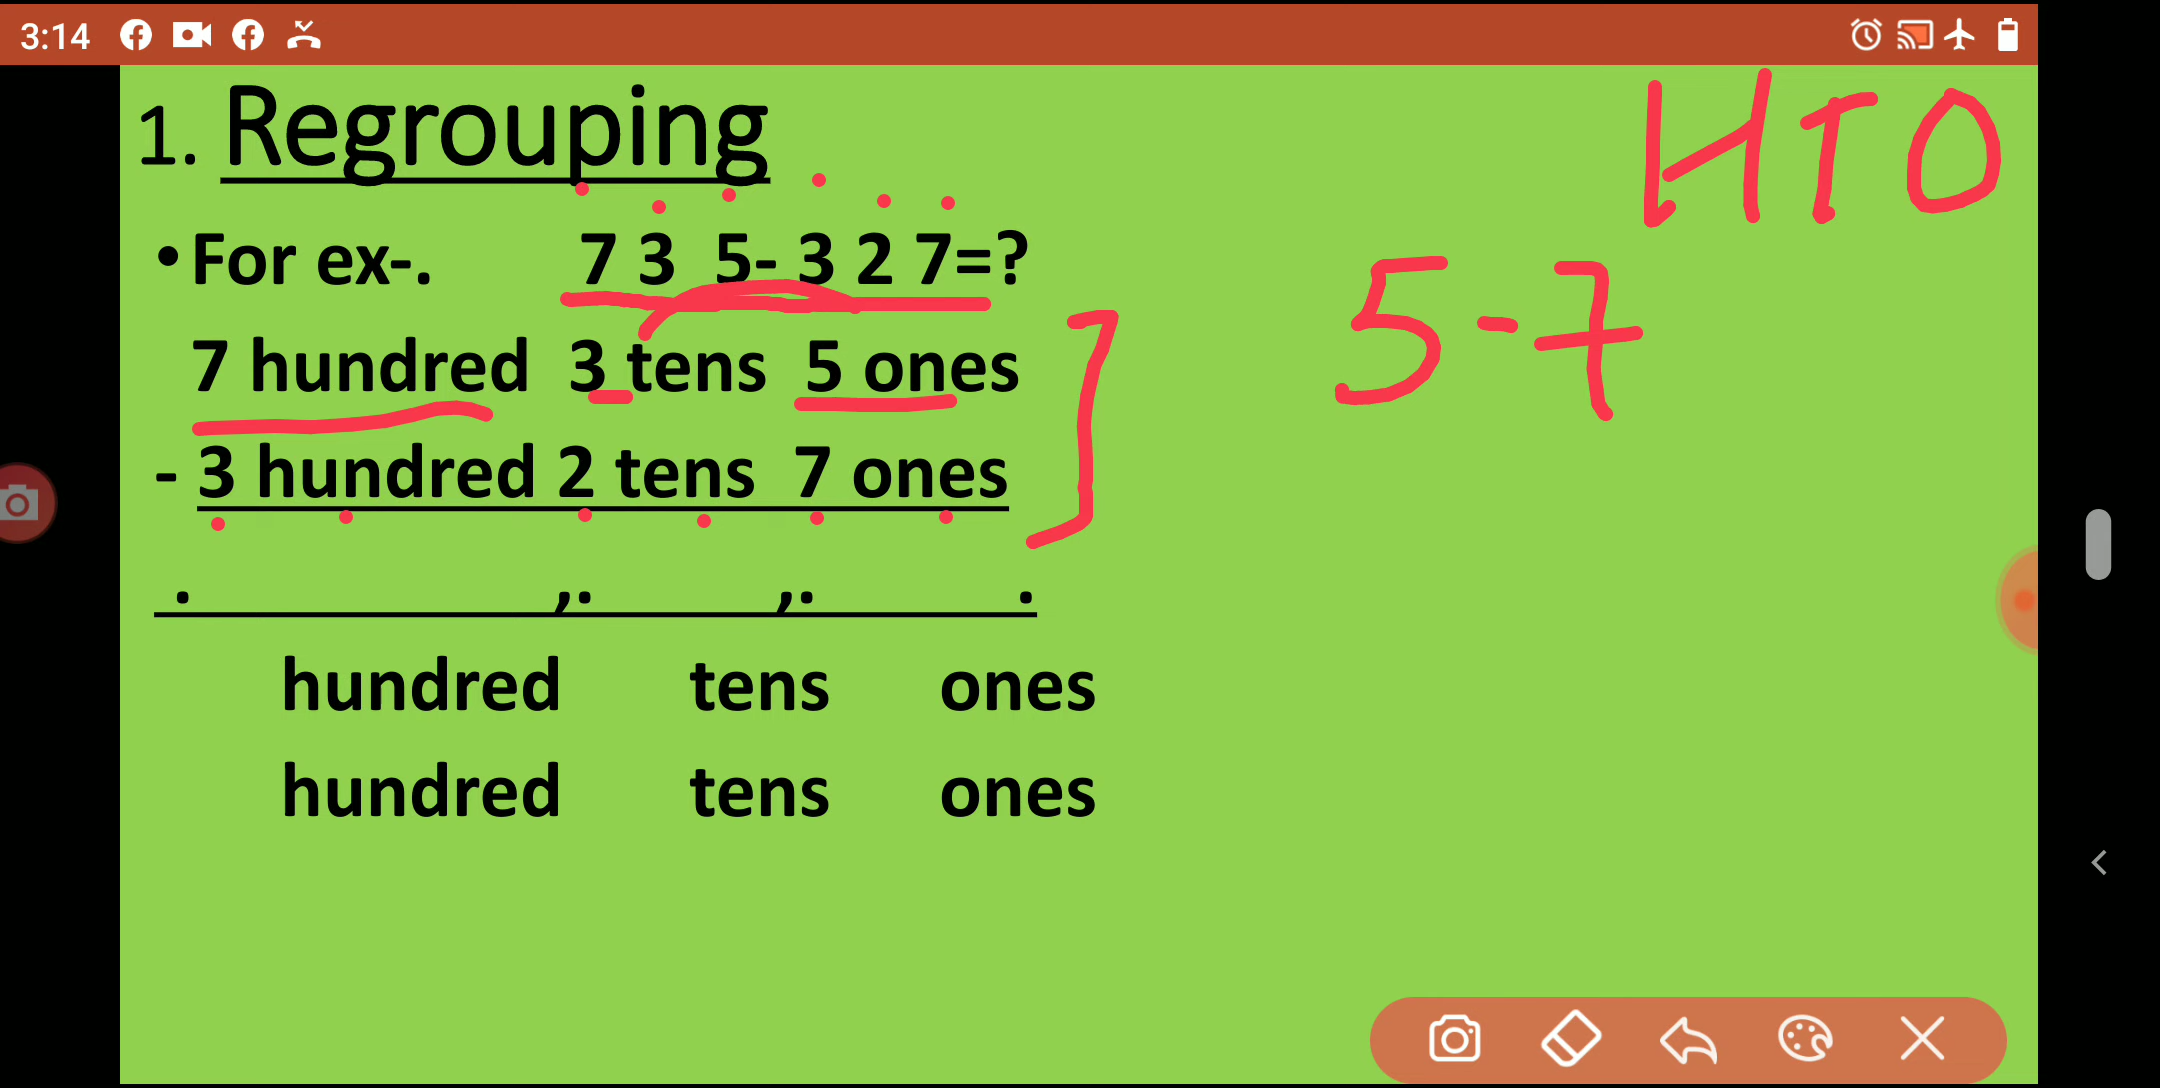 3:14
1. Regrouping
H T O
• For ex-. 7 3 5- 3 2 7=?
5 - 7
7 hundred 3 tens 5 ones
- 3 hundred 2 tens 7 ones
. ,. ,. .
hundred tens ones
hundred tens ones